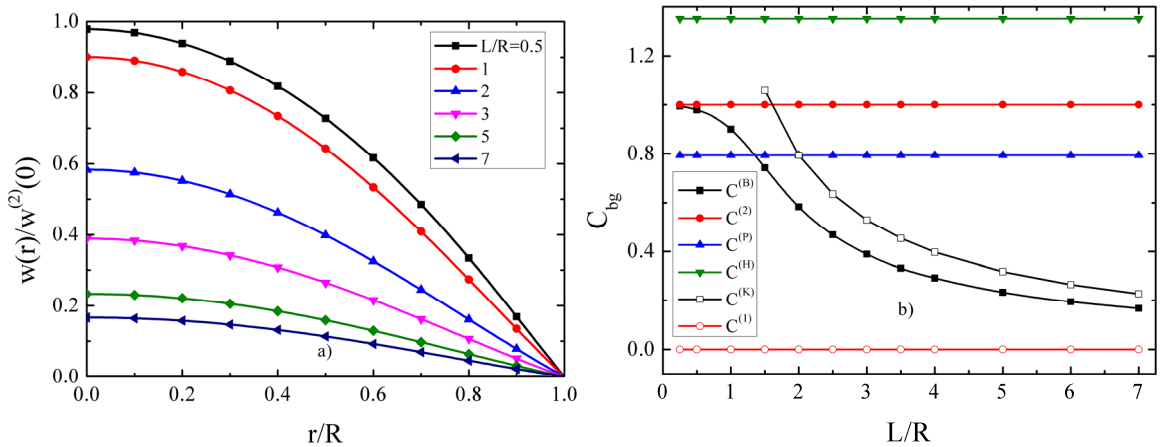 1.0
0.8
0.6
0.4
0.2
0.0
w(r)/w^(2)(0)
L/R=0.5
1
2
3
5
7
a)
0.0 0.2 0.4 0.6 0.8 1.0
r/R
1.2
0.8
0.4
0.0
C_bg
C^(B)
C^(2)
C^(P)
C^(H)
C^(K)
C^(1)
b)
0 1 2 3 4 5 6 7
L/R